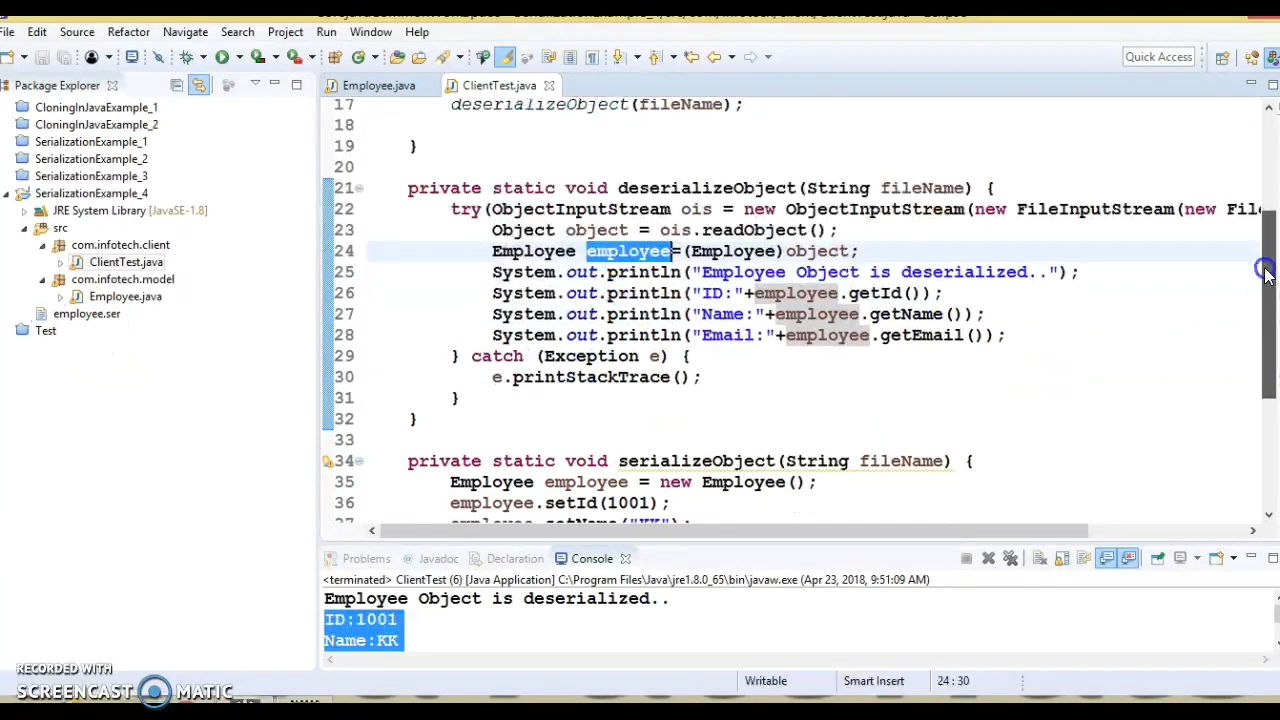 File Edit Source Refactor Navigate Search Project Run Window Help
Quick Access
Package Explorer
Employee.java
ClientTest.java
CloningInJavaExample_1
CloningInJavaExample_2
SerializationExample_1
SerializationExample_2
SerializationExample_3
SerializationExample_4
JRE System Library [JavaSE-1.8]
src
com.infotech.client
ClientTest.java
com.infotech.model
Employee.java
employee.ser
Test
17 deserializeObject(fileName);
18
19 }
20
21 private static void deserializeObject(String fileName) {
22 try(ObjectInputStream ois = new ObjectInputStream(new FileInputStream(new Fil
23 Object object = ois.readObject();
24 Employee employee=(Employee)object;
25 System.out.println("Employee Object is deserialized..");
26 System.out.println("ID:"+employee.getId());
27 System.out.println("Name:"+employee.getName());
28 System.out.println("Email:"+employee.getEmail());
29 } catch (Exception e) {
30 e.printStackTrace();
31 }
32 }
33
34 private static void serializeObject(String fileName) {
35 Employee employee = new Employee();
36 employee.setId(1001);
37 employee.setName("KK");
Problems Javadoc Declaration Console
<terminated> ClientTest (6) [Java Application] C:\Program Files\Java\jre1.8.0_65\bin\javaw.exe (Apr 23, 2018, 9:51:09 AM)
Employee Object is deserialized..
ID:1001
Name:KK
Writable Smart Insert 24 : 30
RECORDED WITH
SCREENCAST MATIC